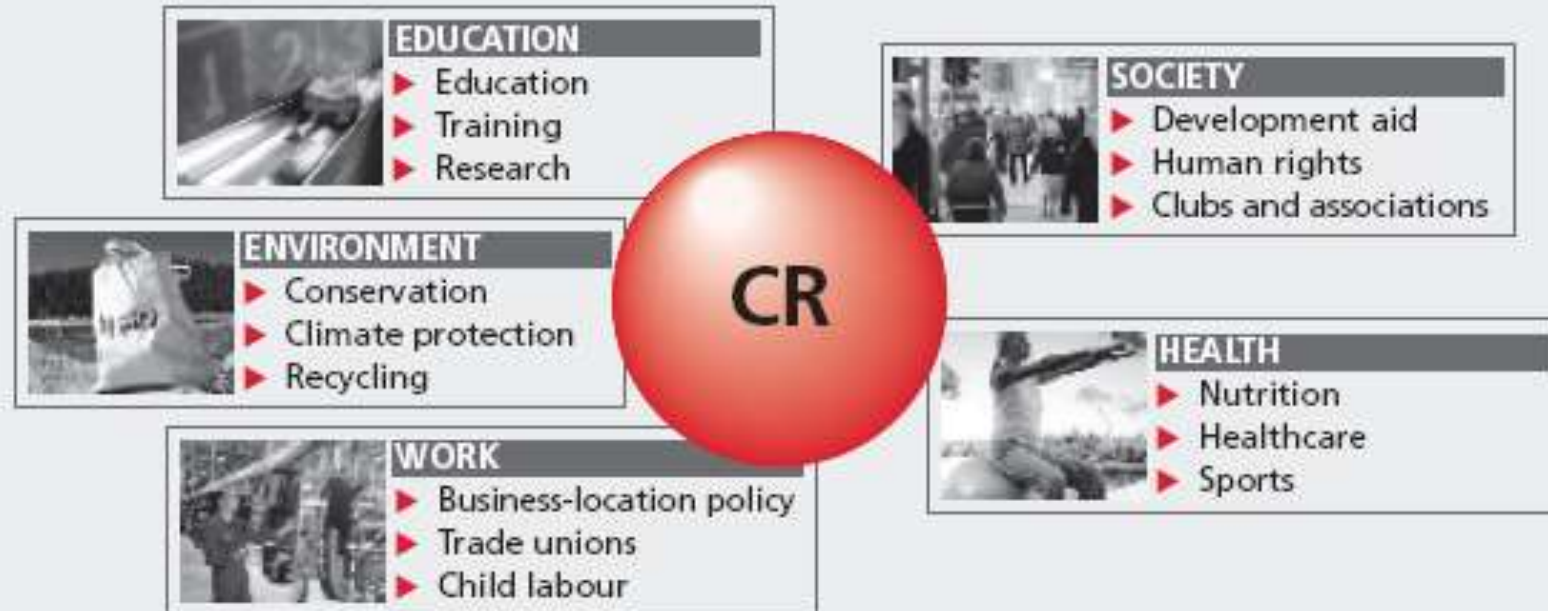 EDUCATION
Education
Training
Research
SOCIETY
Development aid
Human rights
Clubs and associations
ENVIRONMENT
Conservation
Climate protection
Recycling
CR
HEALTH
Nutrition
Healthcare
Sports
WORK
Business-location policy
Trade unions
Child labour